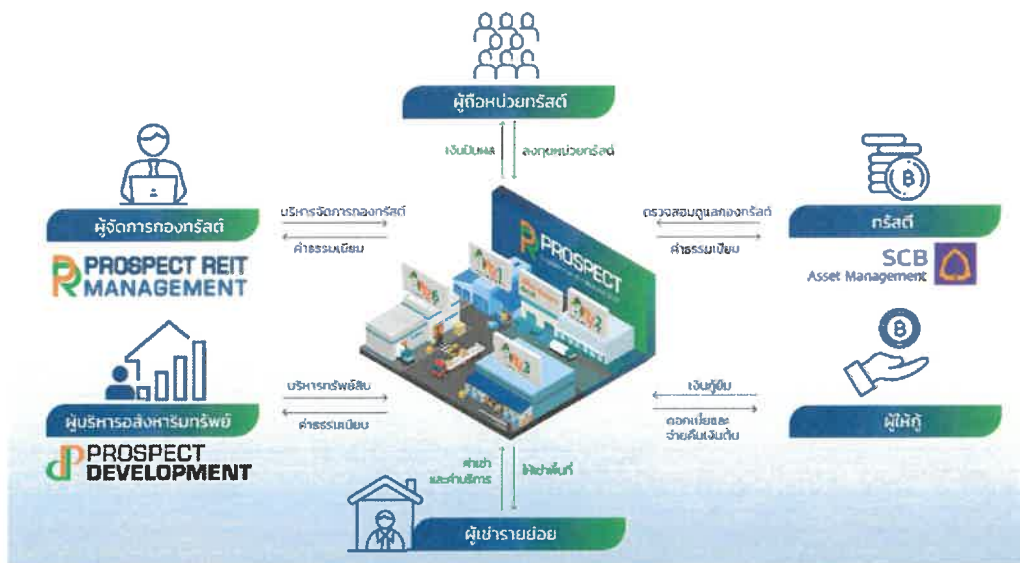 ผู้ถือหน่วยทรัสต์
เงินปันผล
ลงทุนหน่วยทรัสต์
ผู้จัดการกองทรัสต์
PROSPECT REIT
MANAGEMENT
บริหารจัดการกองทรัสต์
ค่าธรรมเนียม
PROSPECT
ตรวจสอบดูแลกองทรัสต์
ค่าธรรมเนียม
ทรัสตี
SCB
Asset Management
ผู้บริหารอสังหาริมทรัพย์
PROSPECT
DEVELOPMENT
บริหารทรัพย์สิน
ค่าธรรมเนียม
เงินกู้ยืม
ดอกเบี้ยและ
จ่ายคืนเงินต้น
ผู้ให้กู้
ค่าเช่า
และค่าบริการ
ให้เช่าพื้นที่
ผู้เช่ารายย่อย